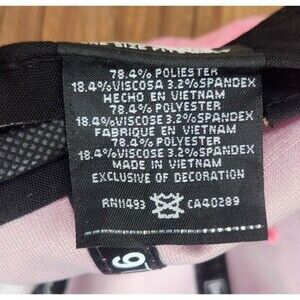 78.4% POLIESTER
18.4%VISCOSA 3.2%SPANDEX
HECHO EN VIETNAM
78.4% POLYESTER
18.4%VISCOSE 3.2%SPANDEX
FABRIQUE EN VIETNAM
78.4% POLYESTER
18.4%VISCOSE 3.2%SPANDEX
MADE IN VIETNAM
EXCLUSIVE OF DECORATION
RN11493 CA40289